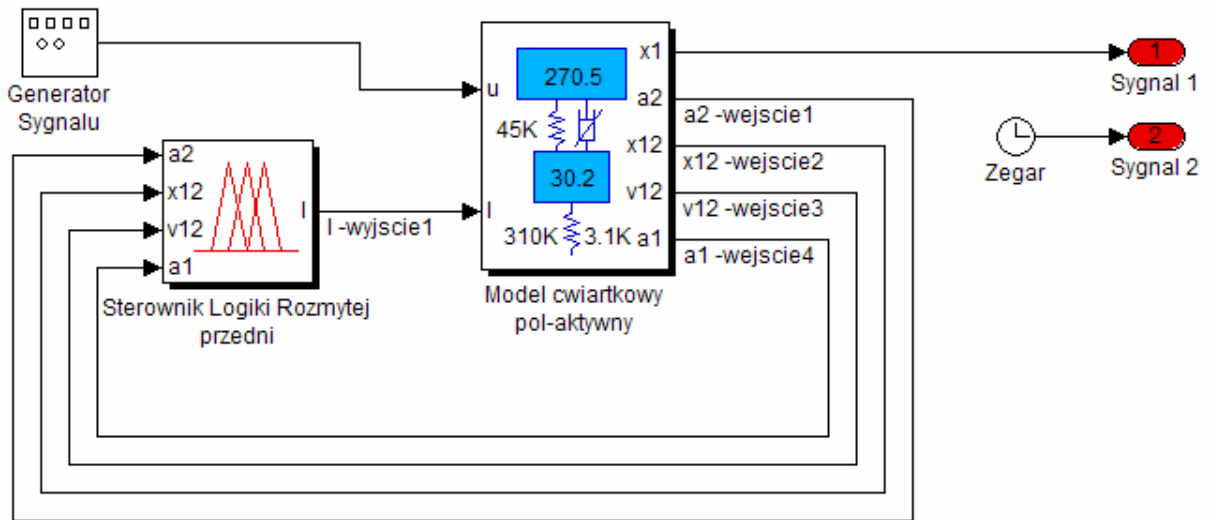 Generator
Sygnalu
a2
x12
v12
a1
I
Sterownik Logiki Rozmytej
przedni
I -wyjscie1
u
I
270.5
45K
30.2
310K
3.1K
x1
a2
x12
v12
a1
Model cwiartkowy
pol-aktywny
a2 -wejscie1
x12 -wejscie2
v12 -wejscie3
a1 -wejscie4
1
Sygnal 1
Zegar
2
Sygnal 2